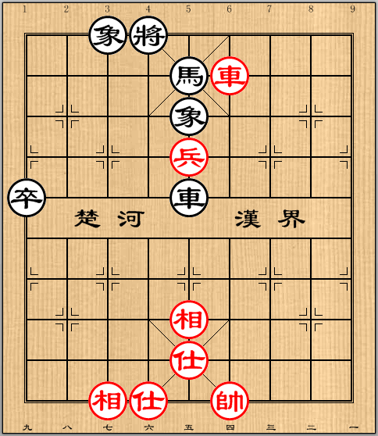 1 2 3 4 5 6 7 8 9
象 將
馬 車
象
兵
卒 車
楚河 漢界
相
仕
相 仕 帥
九 八 七 六 五 四 三 二 一